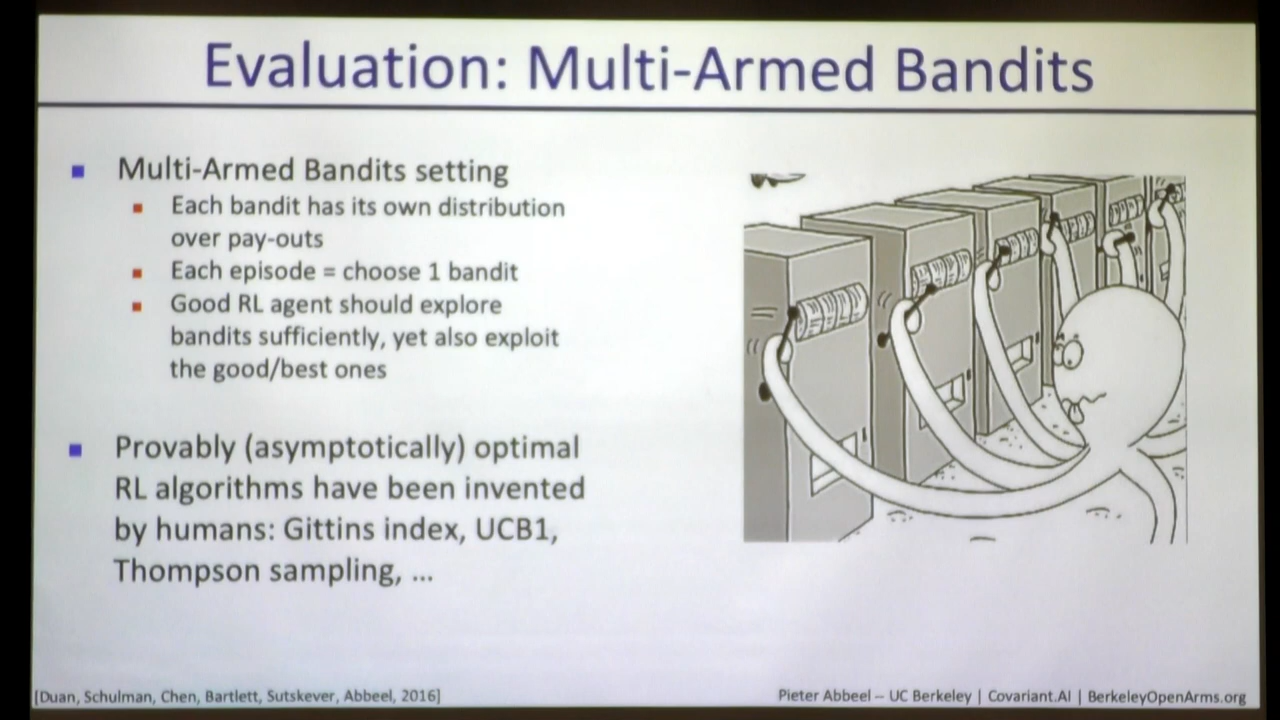 Evaluation: Multi-Armed Bandits
Multi-Armed Bandits setting
Each bandit has its own distribution
over pay-outs
Each episode = choose 1 bandit
Good RL agent should explore
bandits sufficiently, yet also exploit
the good/best ones
Provably (asymptotically) optimal
RL algorithms have been invented
by humans: Gittins index, UCB1,
Thompson sampling, ...
[Duan, Schulman, Chen, Bartlett, Sutskever, Abbeel, 2016]
Pieter Abbeel – UC Berkeley | Covariant.AI | BerkeleyOpenArms.org